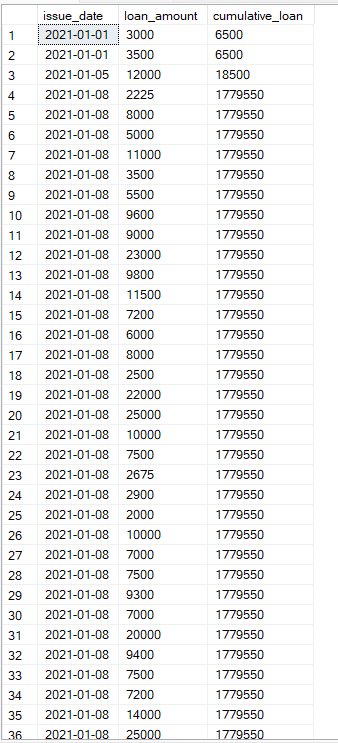 issue_date loan_amount cumulative_loan
1 2021-01-01 3000 6500
2 2021-01-01 3500 6500
3 2021-01-05 12000 18500
4 2021-01-08 2225 1779550
5 2021-01-08 8000 1779550
6 2021-01-08 5000 1779550
7 2021-01-08 11000 1779550
8 2021-01-08 3500 1779550
9 2021-01-08 5500 1779550
10 2021-01-08 9600 1779550
11 2021-01-08 9000 1779550
12 2021-01-08 23000 1779550
13 2021-01-08 9800 1779550
14 2021-01-08 11500 1779550
15 2021-01-08 7200 1779550
16 2021-01-08 6000 1779550
17 2021-01-08 8000 1779550
18 2021-01-08 2500 1779550
19 2021-01-08 22000 1779550
20 2021-01-08 25000 1779550
21 2021-01-08 10000 1779550
22 2021-01-08 7500 1779550
23 2021-01-08 2675 1779550
24 2021-01-08 2900 1779550
25 2021-01-08 2000 1779550
26 2021-01-08 10000 1779550
27 2021-01-08 7000 1779550
28 2021-01-08 7500 1779550
29 2021-01-08 9300 1779550
30 2021-01-08 7000 1779550
31 2021-01-08 20000 1779550
32 2021-01-08 9400 1779550
33 2021-01-08 7500 1779550
34 2021-01-08 7200 1779550
35 2021-01-08 14000 1779550
36 2021-01-08 25000 1779550